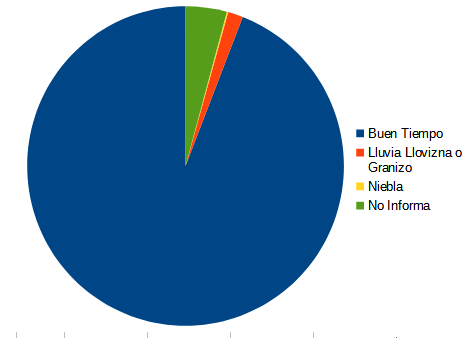 Buen Tiempo
Lluvia Llovizna o
Granizo
Niebla
No Informa